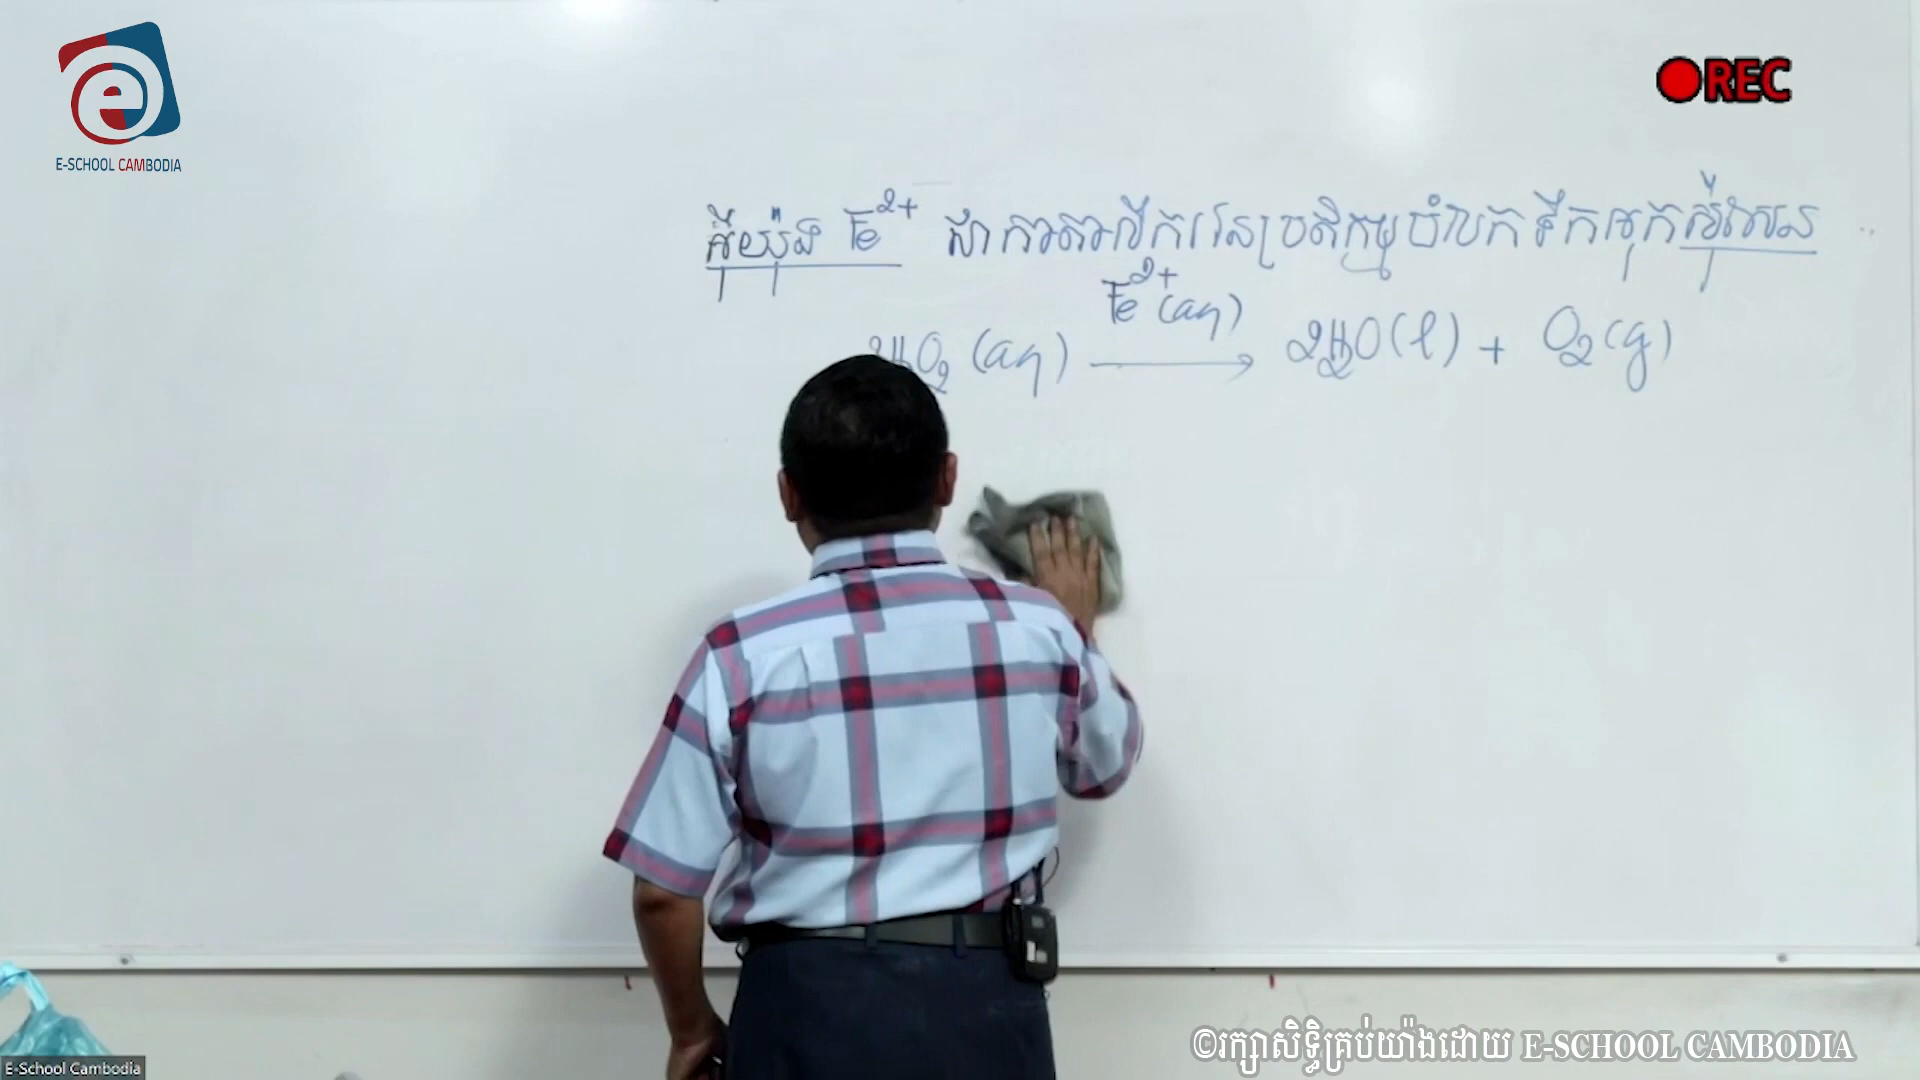 E-SCHOOL CAMBODIA
REC
អ៊ីយ៉ុង Fe²⁺ ជាកាតាលីករនៃប្រតិកម្មបំបែកទឹកអុកស៊ីសែន
Fe²⁺(aq)
2H₂O₂ (aq) ⟶ 2H₂O(l) + O₂(g)
©រក្សាសិទ្ធិគ្រប់យ៉ាងដោយ E-SCHOOL CAMBODIA
E-School Cambodia